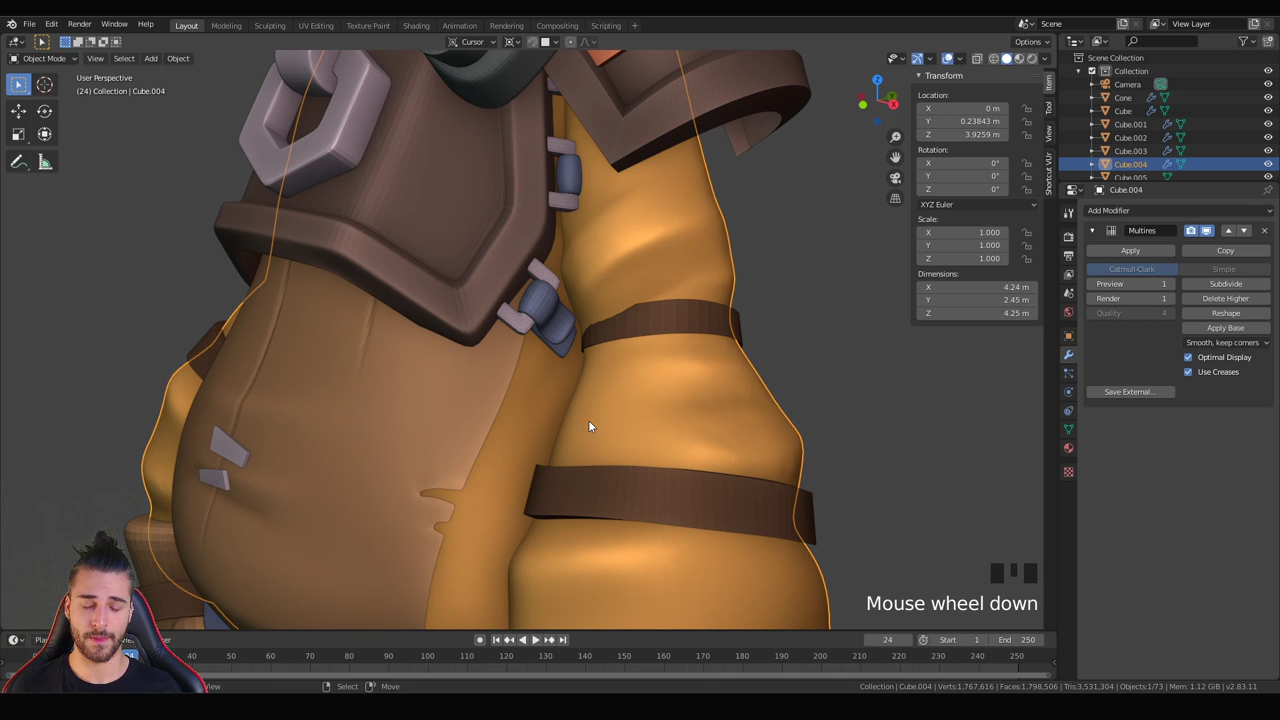 File Edit Render Window Help
Layout Modeling Sculpting UV Editing Texture Paint Shading Animation Rendering Compositing Scripting +
Scene View Layer
Cursor Options
Object Mode View Select Add Object
User Perspective
(24) Collection | Cube.004
Scene Collection
Collection
Camera
Cone
Cube
Cube.001
Cube.002
Cube.003
Cube.004
Cube.005
Transform
Location:
X 0 m
Y 0.23843 m
Z 3.9259 m
Rotation:
X 0°
Y 0°
Z 0°
XYZ Euler
Scale:
X 1.000
Y 1.000
Z 1.000
Dimensions:
X 4.24 m
Y 2.45 m
Z 4.25 m
Item
Tool
View
Shortcut VUr
Cube.004
Add Modifier
Multires
Apply Copy
Catmull-Clark Simple
Preview 1 Subdivide
Render 1 Delete Higher
Quality 4 Reshape
Apply Base
Smooth, keep corners
Optimal Display
Use Creases
Save External...
Mouse wheel down
24 Start 1 End 250
50 60 70 80 90 100 110 120 130 140 150 160 170 180 190 200 210 220 230 240 250
View Select Move
Collection | Cube.004 | Verts:1,767,616 | Faces:1,798,506 | Tris:3,531,304 | Objects:1/73 | Mem: 1.12 GiB | v2.83.11